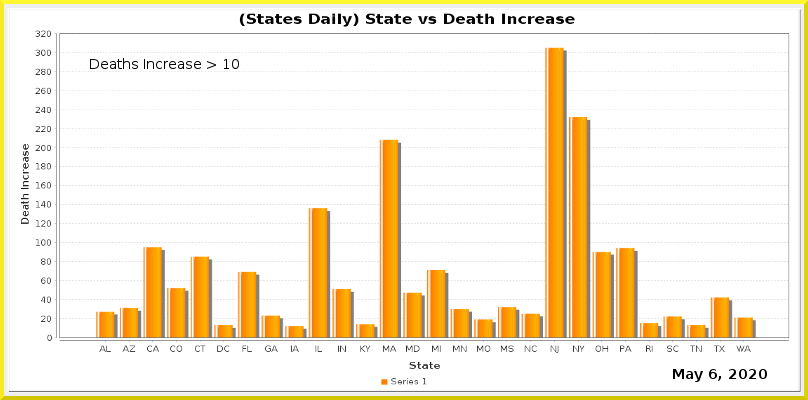 (States Daily) State vs Death Increase
Deaths Increase > 10
Death Increase
320
300
280
260
240
220
200
180
160
140
120
100
80
60
40
20
0
AL AZ CA CO CT DC FL GA IA IL IN KY MA MD MI MN MO MS NC NJ NY OH PA RI SC TN TX WA
State
Series 1
May 6, 2020